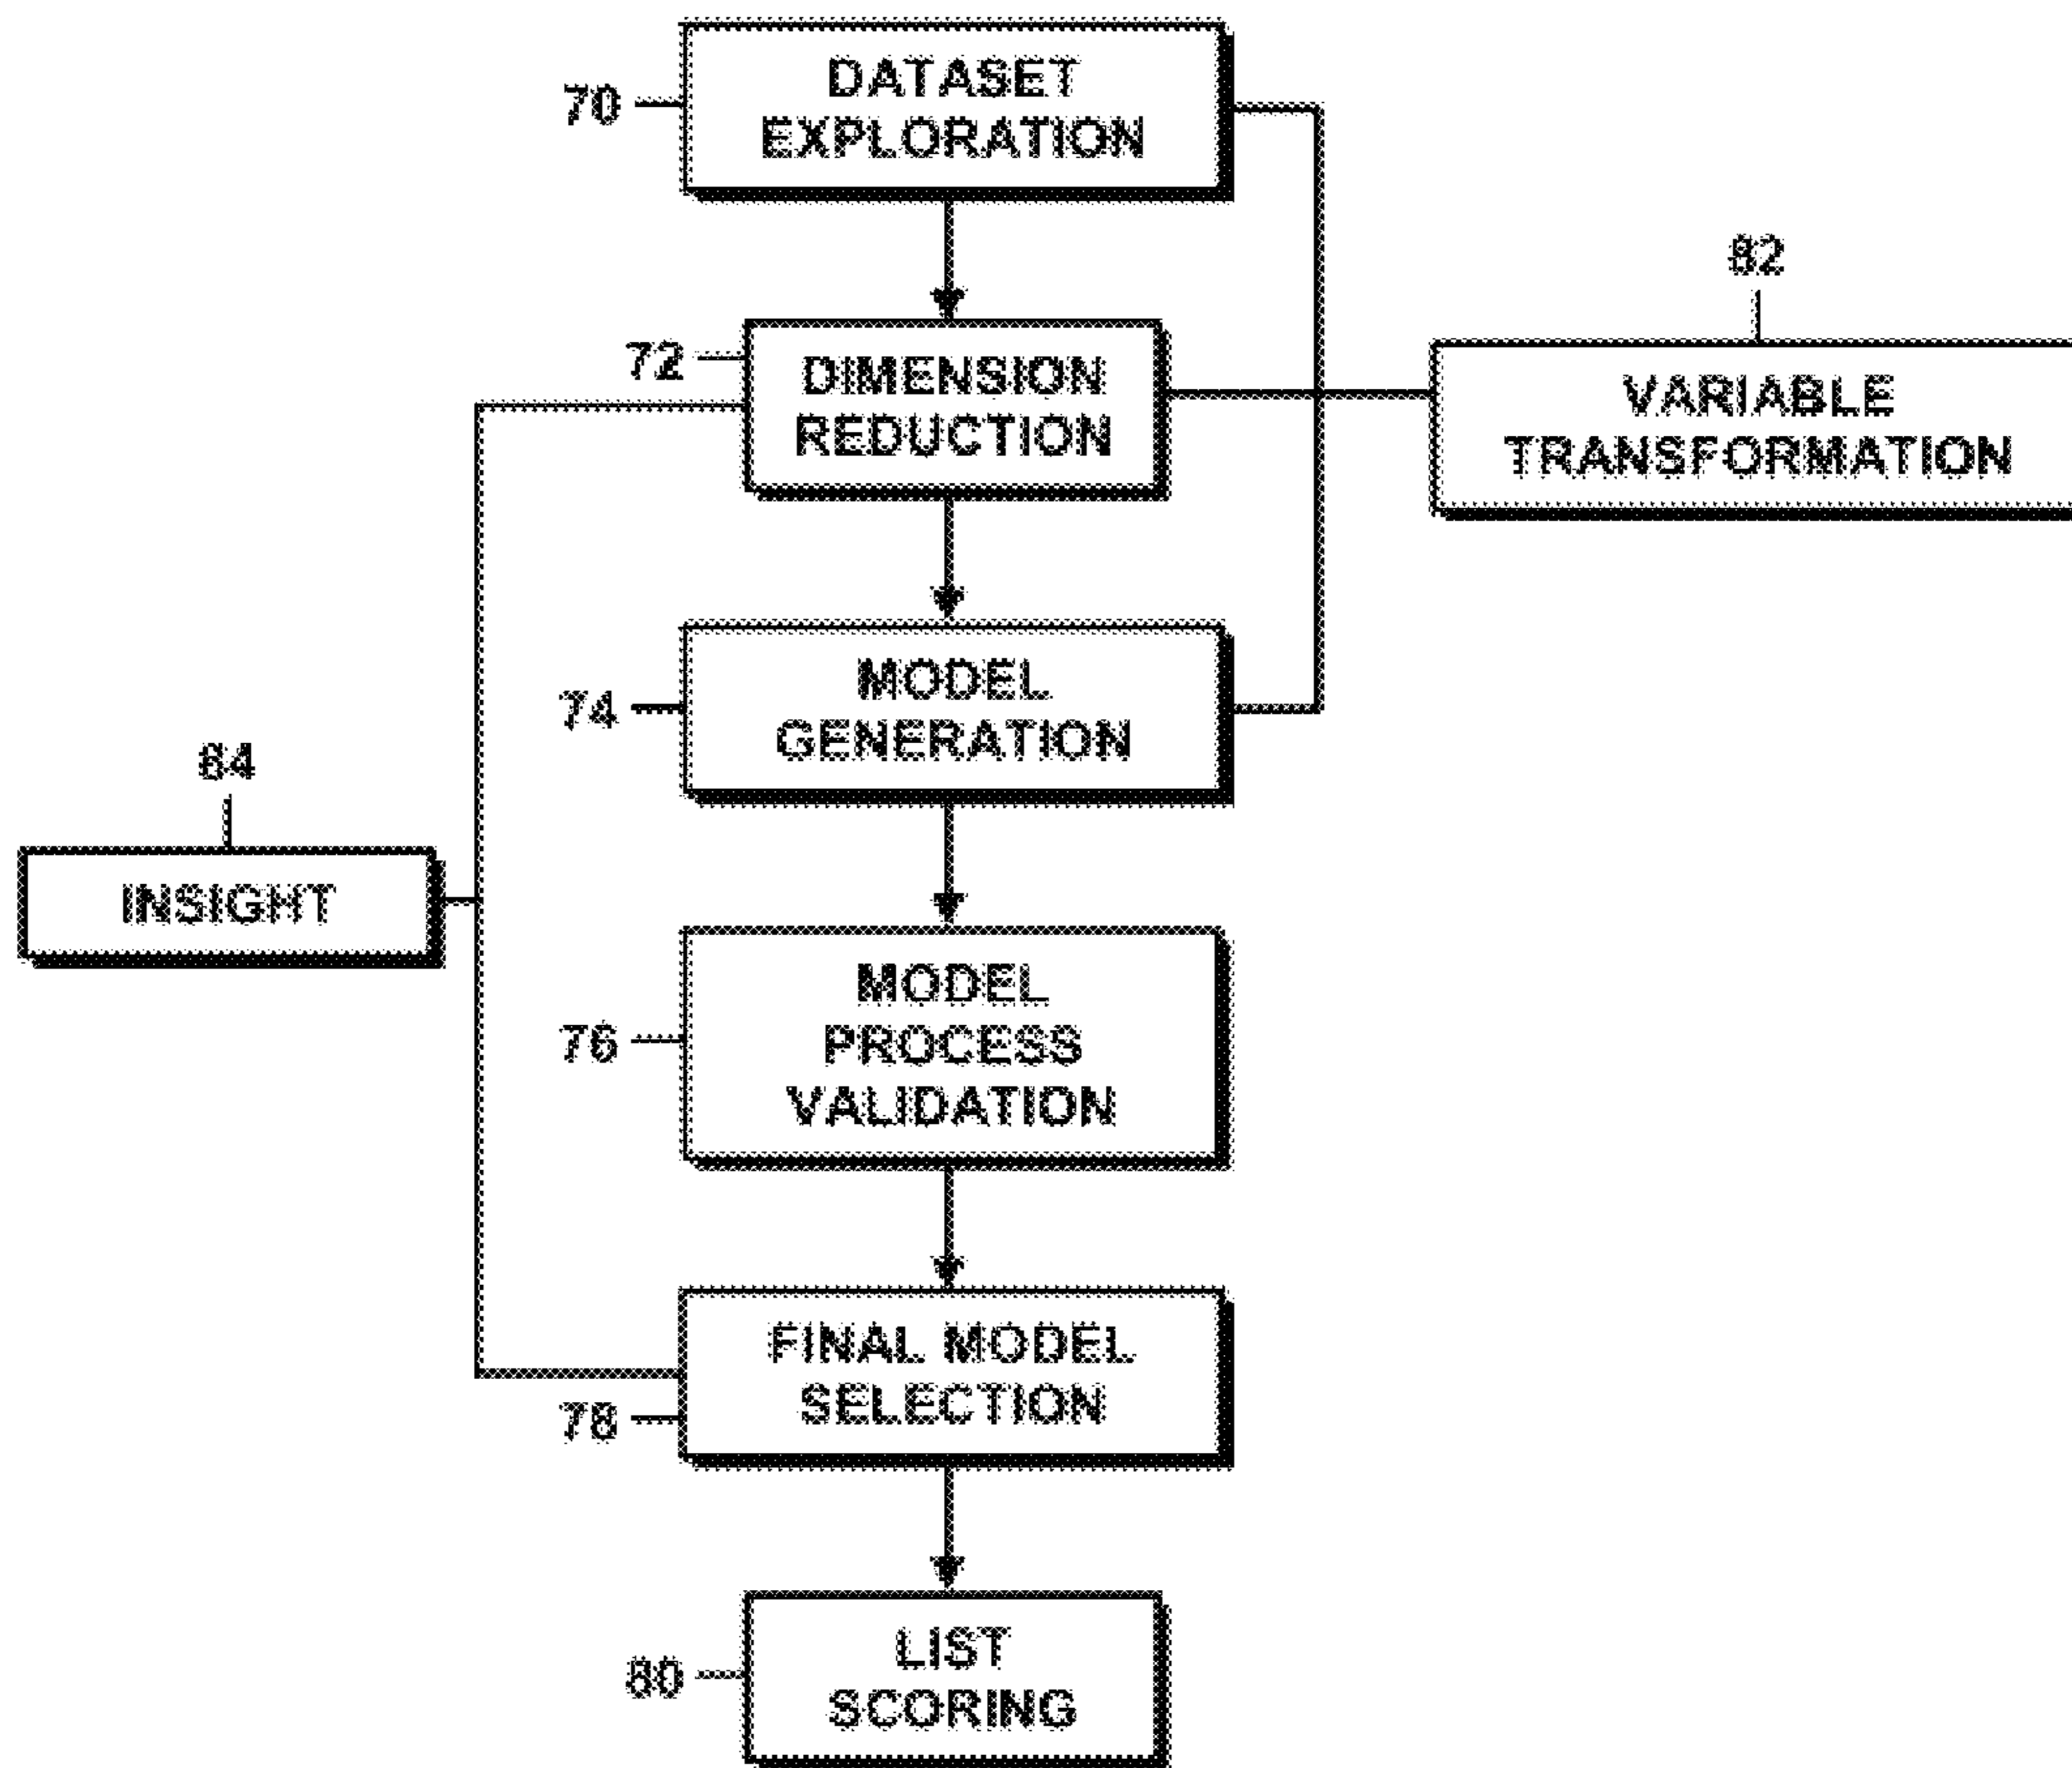 70
DATASET
EXPLORATION
82
72
DIMENSION
REDUCTION
VARIABLE
TRANSFORMATION
74
MODEL
GENERATION
84
INSIGHT
76
MODEL
PROCESS
VALIDATION
FINAL MODEL
SELECTION
78
80
LIST
SCORING